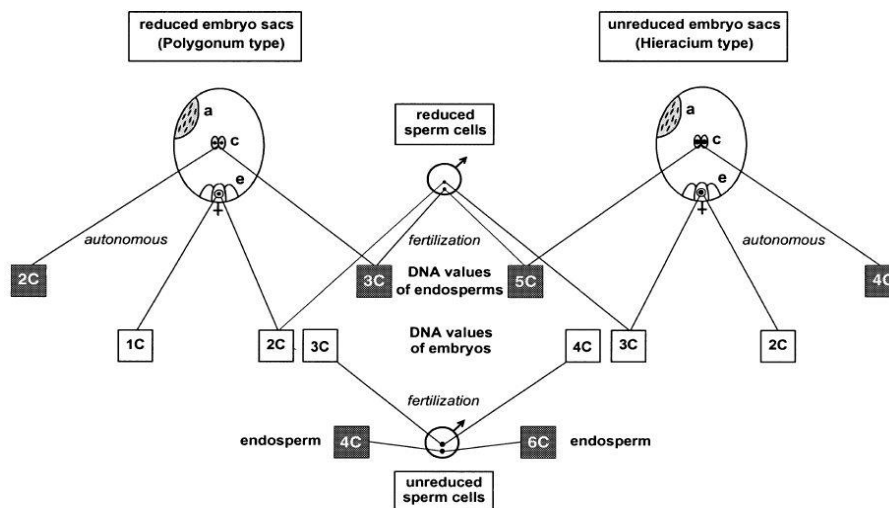 reduced embryo sacs
(Polygonum type)
unreduced embryo sacs
(Hieracium type)
a
c
e
reduced
sperm cells
a
c
e
autonomous
fertilization
autonomous
2C
3C
DNA values
of endosperms
5C
4C
1C
2C
3C
DNA values
of embryos
4C
3C
2C
fertilization
endosperm
4C
6C
endosperm
unreduced
sperm cells